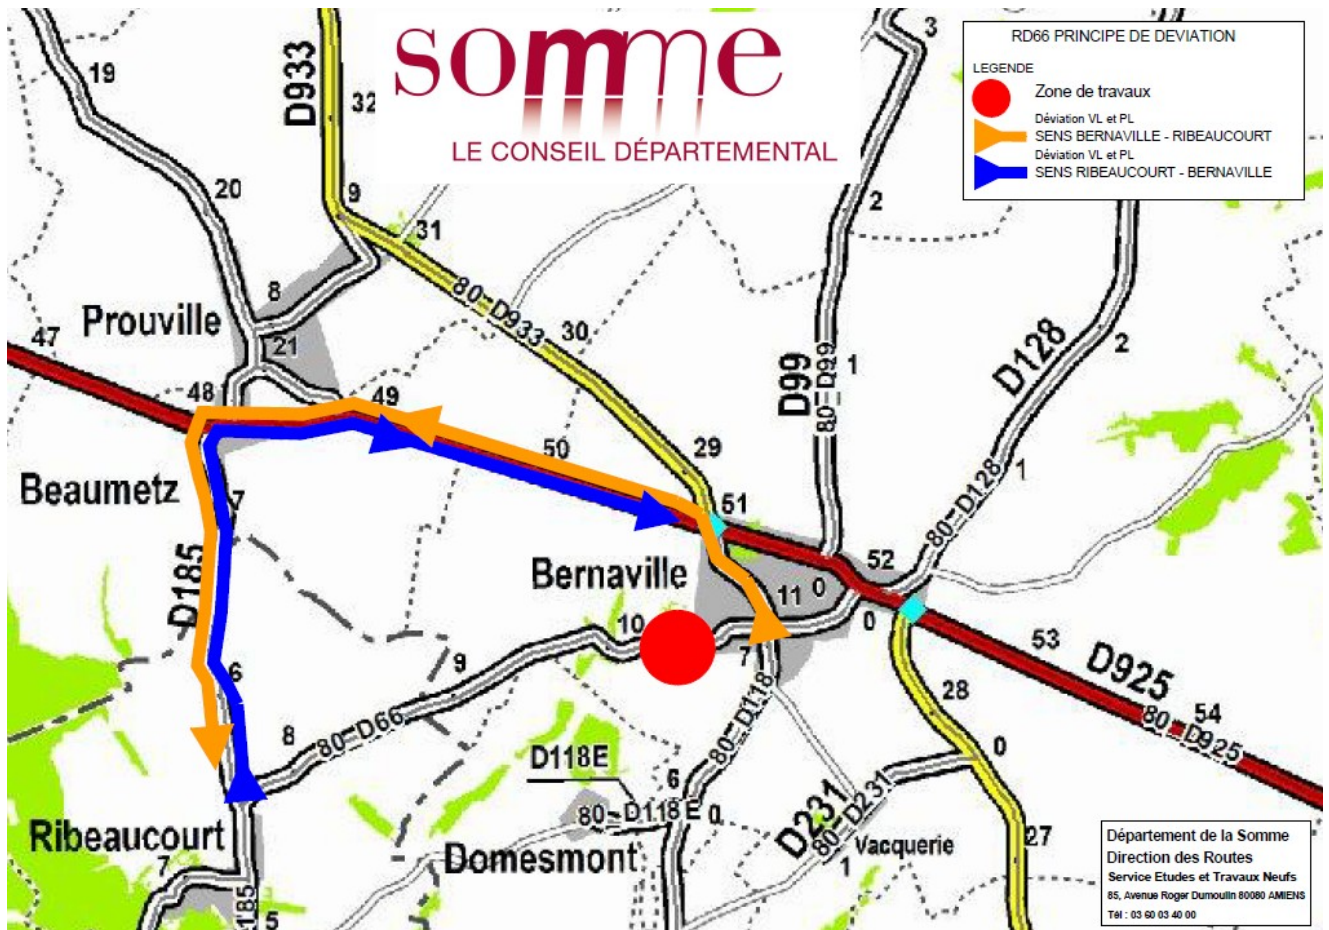 somme
LE CONSEIL DÉPARTEMENTAL
RD66 PRINCIPE DE DEVIATION
LEGENDE
Zone de travaux
Déviation VL et PL
SENS BERNAVILLE - RIBEAUCOURT
Déviation VL et PL
SENS RIBEAUCOURT - BERNAVILLE
19
D933
32
3
20
9
31
2
8
80-D933
30
Prouville
47
21
D99
80-D99
1
D128
2
48
49
29
50
Beaumetz
7
51
80-D128
1
D185
Bernaville
52
0
11
0
10
53
D925
6
9
7
28
54
80-D925
8
80-D66
80-D118
D118E
6
0
80-D118E
0
D231
80-D231
Ribeaucourt
Domesmont
Vacquerie
27
7
1
185
5
Département de la Somme
Direction des Routes
Service Etudes et Travaux Neufs
85, Avenue Roger Dumoulin 80080 AMIENS
Tél : 03 60 03 40 00